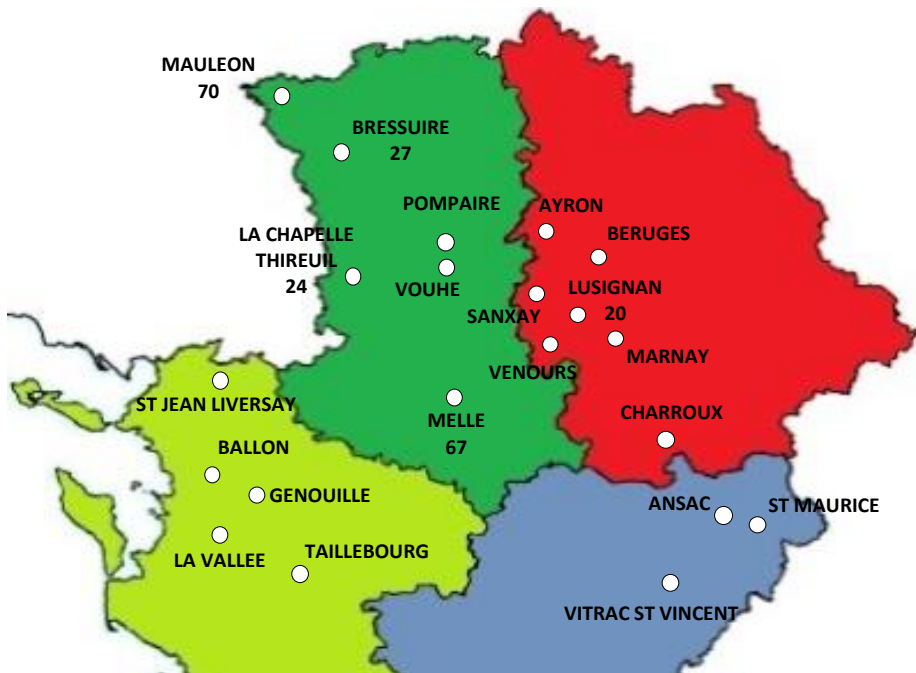 MAULEON
70
BRESSUIRE
27
POMPAIRE
AYRON
LA CHAPELLE
THIREUIL
24
BERUGES
VOUHE
LUSIGNAN
20
SANXAY
VENOURS
MARNAY
ST JEAN LIVERSAY
MELLE
67
CHARROUX
BALLON
GENOUILLE
ANSAC
ST MAURICE
LA VALLEE
TAILLEBOURG
VITRAC ST VINCENT